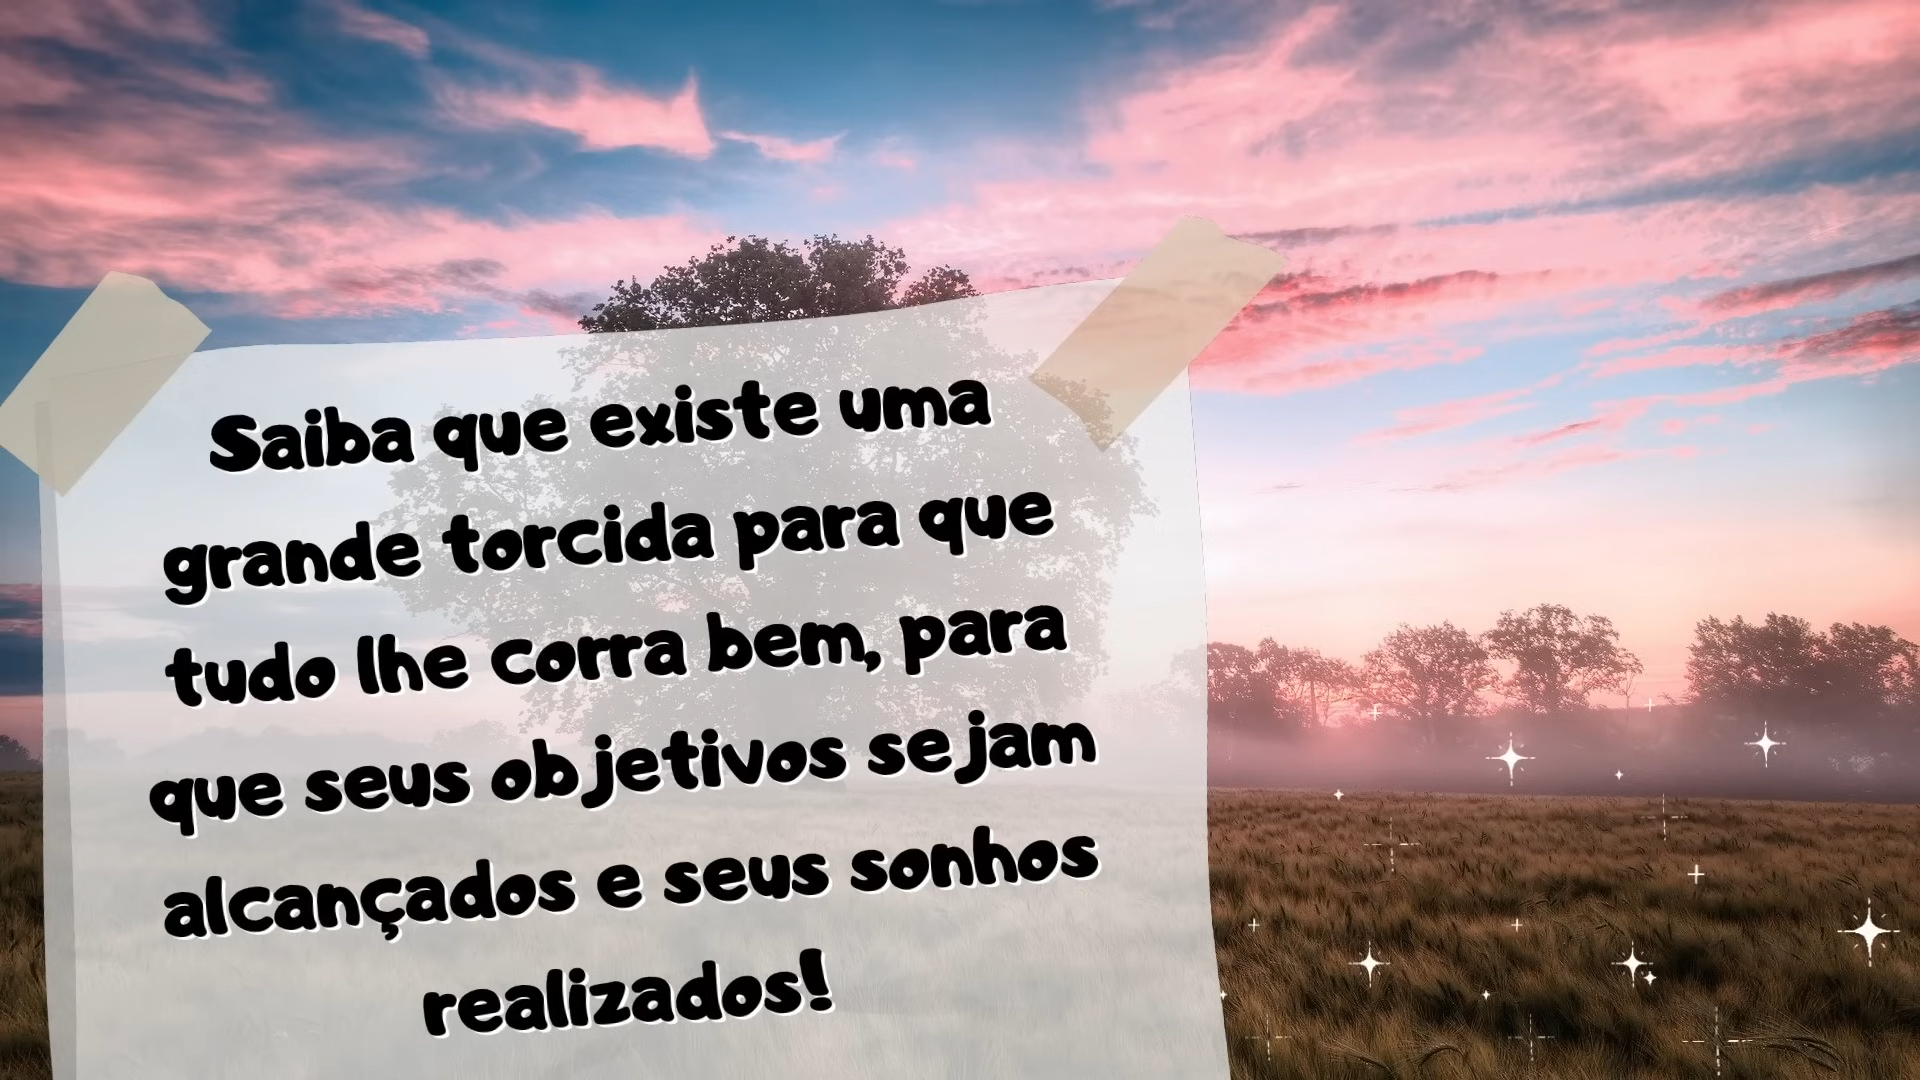 Saiba que existe uma
grande torcida para que
tudo lhe corra bem, para
que seus objetivos sejam
alcançados e seus sonhos
realizados!